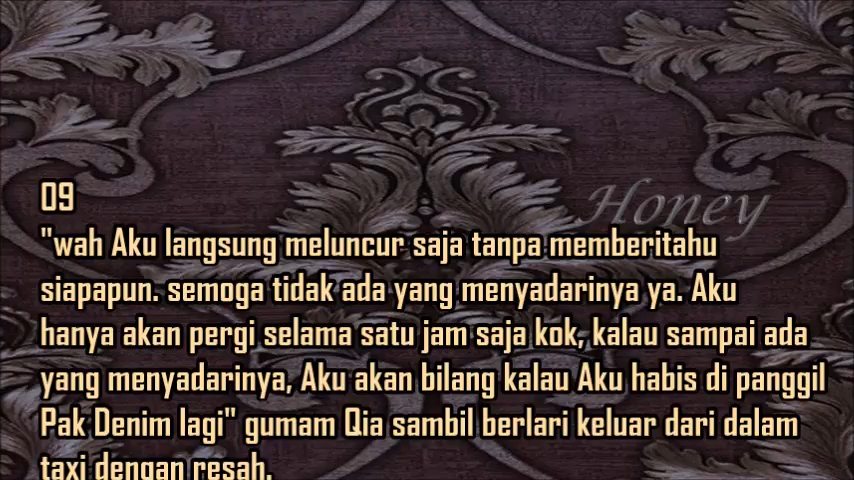 Honey
09
"wah Aku langsung meluncur saja tanpa memberitahu
siapapun. semoga tidak ada yang menyadarinya ya. Aku
hanya akan pergi selama satu jam saja kok, kalau sampai ada
yang menyadarinya, Aku akan bilang kalau Aku habis di panggil
Pak Denim lagi" gumam Qia sambil berlari keluar dari dalam
taxi dengan resah.